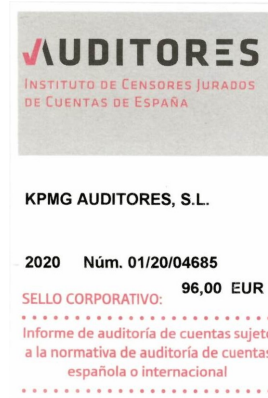 AUDITORES
INSTITUTO DE CENSORES JURADOS
DE CUENTAS DE ESPAÑA
KPMG AUDITORES, S.L.
2020 Núm. 01/20/04685
96,00 EUR
SELLO CORPORATIVO:
Informe de auditoría de cuentas sujeto
a la normativa de auditoría de cuentas
española o internacional